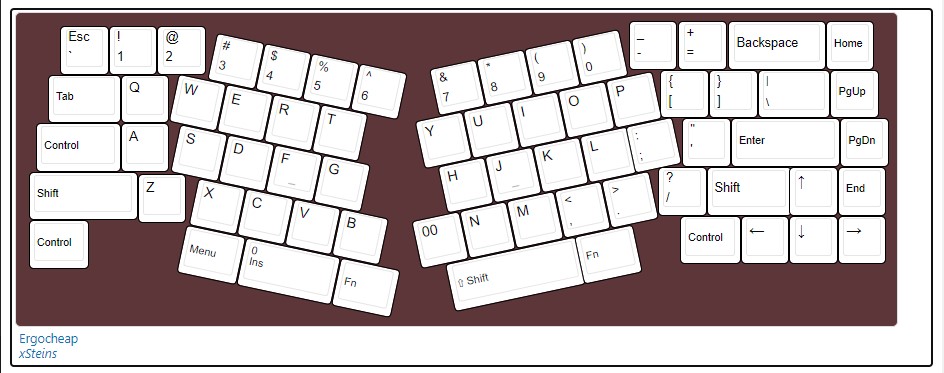 Esc ! @ # $ % ^ & * ( ) _ + Backspace Home
` 1 2 3 4 5 6 7 8 9 0 - =
Tab Q W E R T Y U I O P { } | PgUp
[ ] \
Control A S D F G H J K L : " Enter PgDn
_ _ ; '
Shift Z X C V B 00 N M < > ? Shift ↑ End
, . /
Control Menu 0 Fn ⇧ Shift Fn Control ← ↓ →
Ins
Ergocheap
xSteins